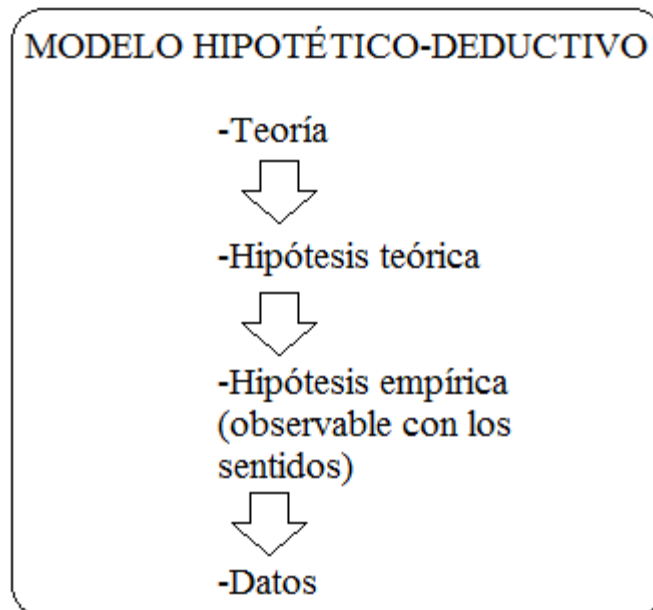 MODELO HIPOTÉTICO-DEDUCTIVO
-Teoría
-Hipótesis teórica
-Hipótesis empírica
(observable con los
sentidos)
-Datos